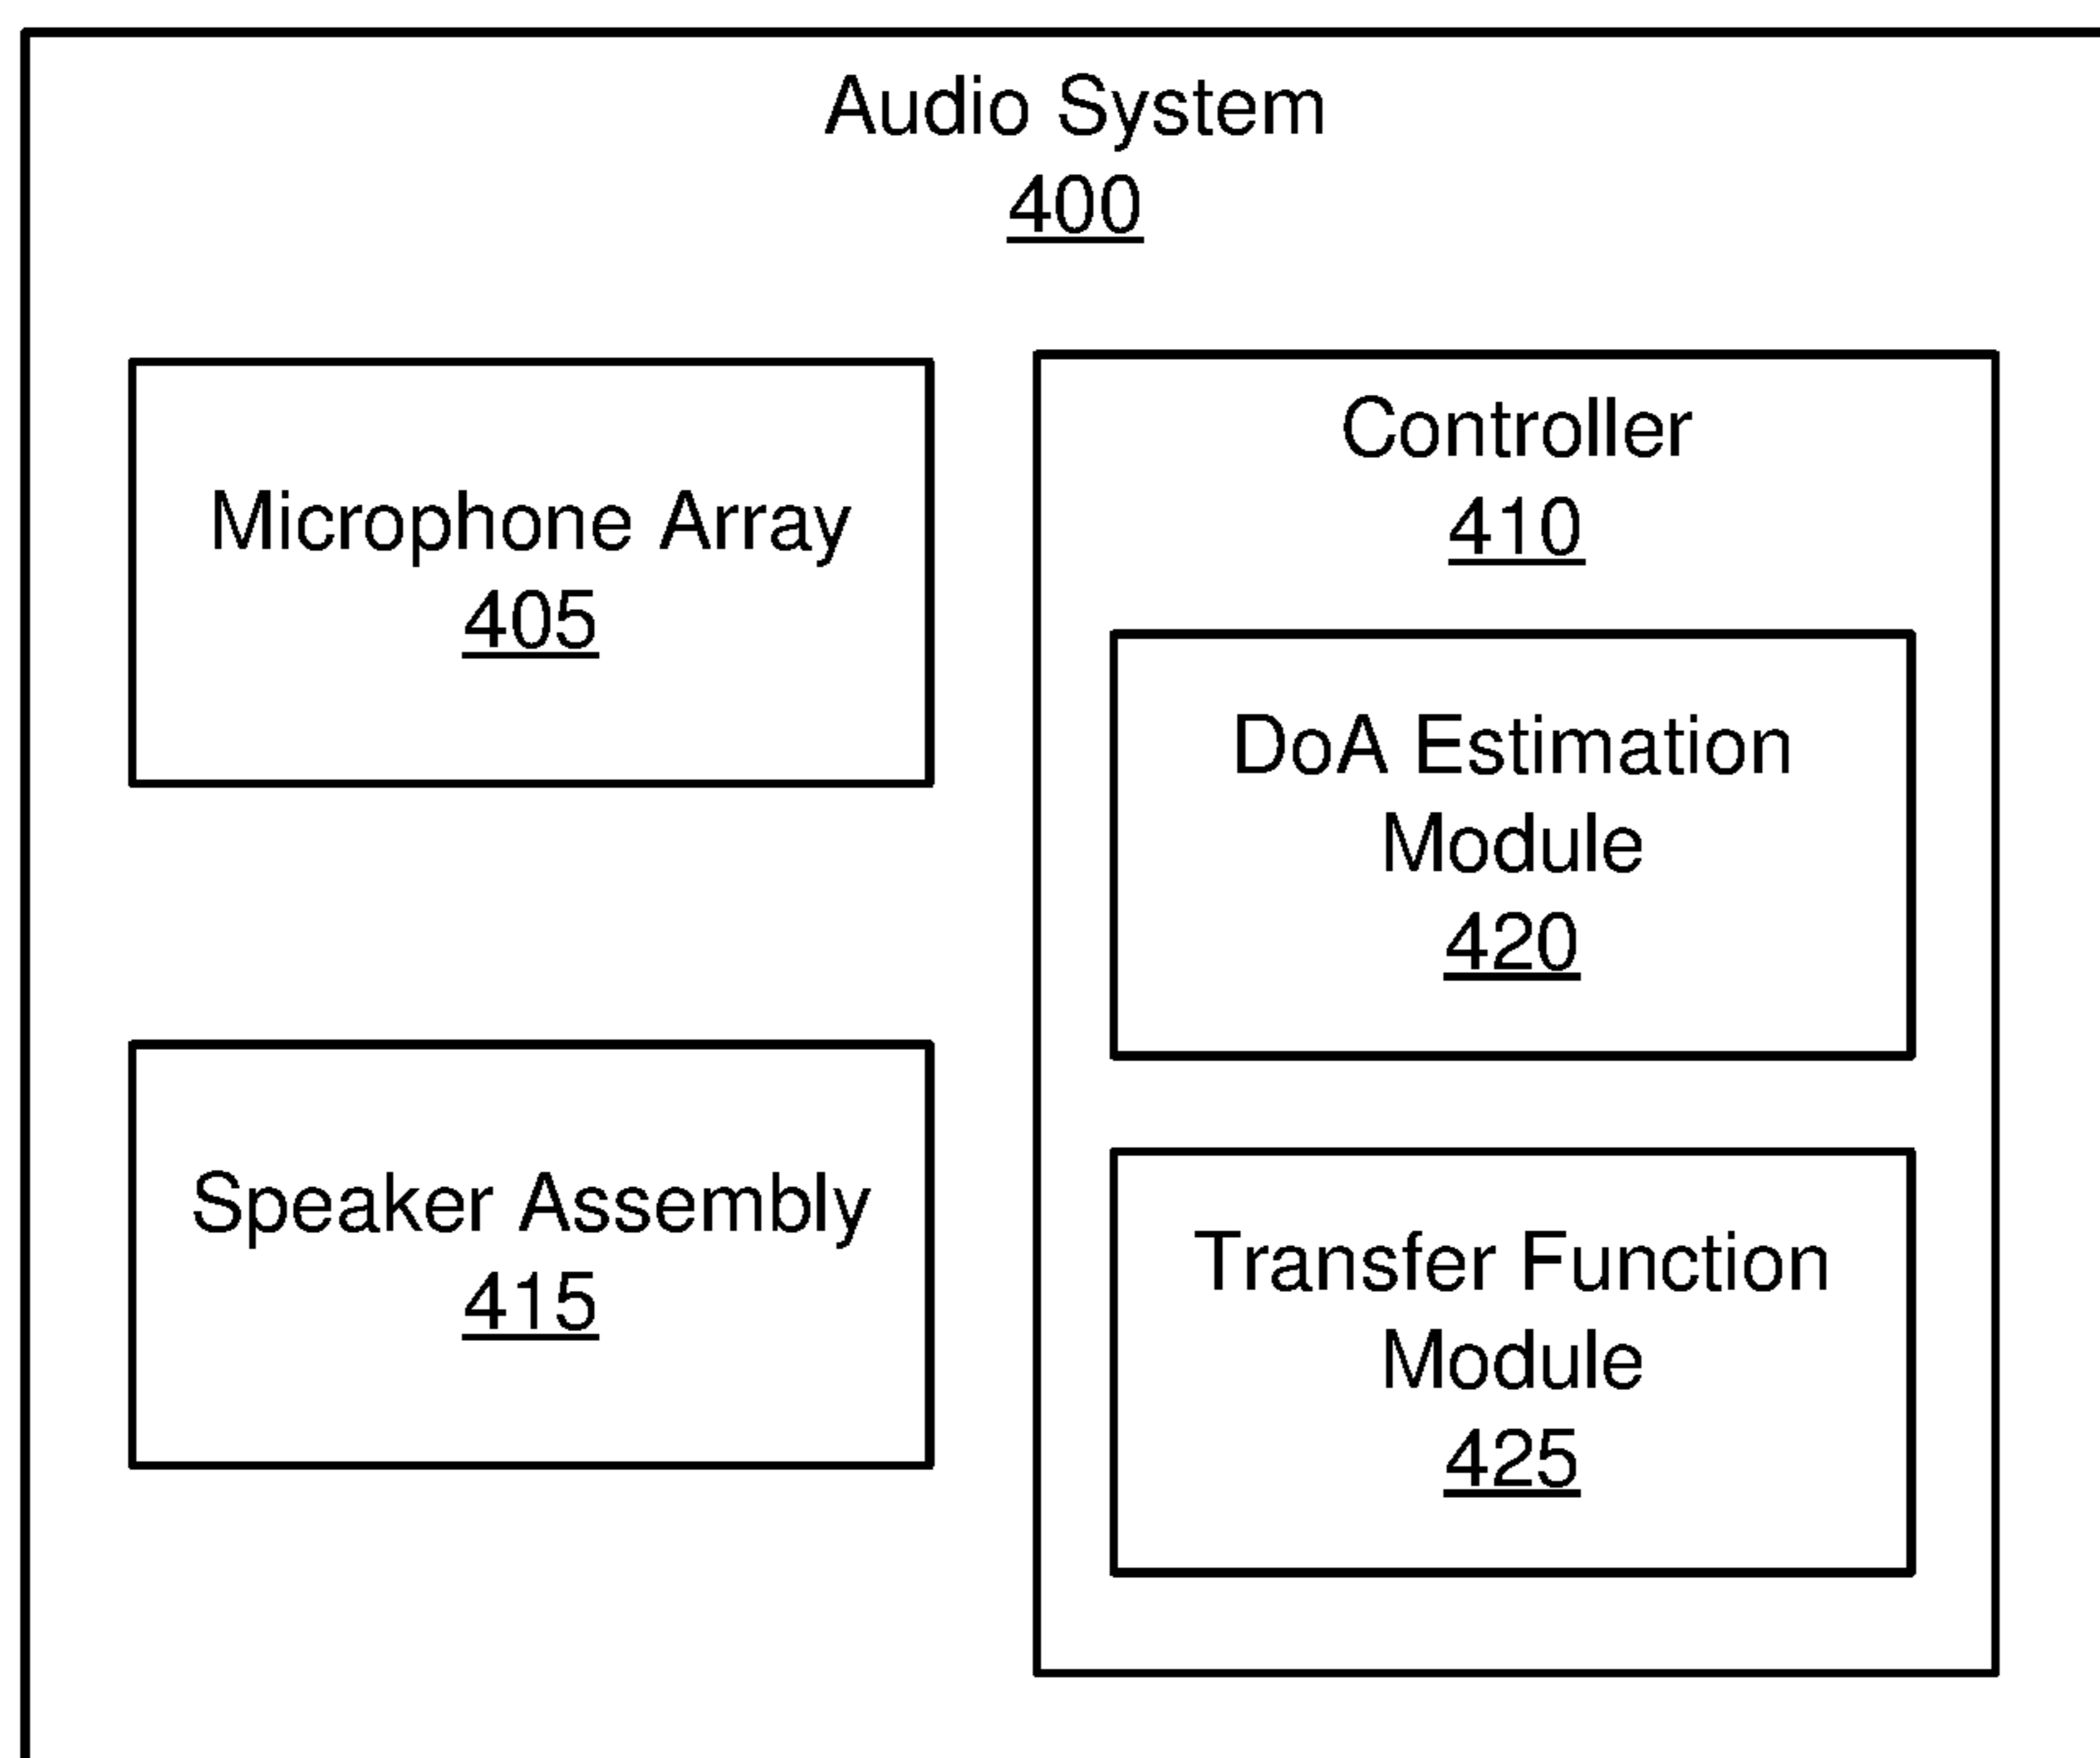 Audio System
400
Microphone Array
405
Speaker Assembly
415
Controller
410
DoA Estimation
Module
420
Transfer Function
Module
425